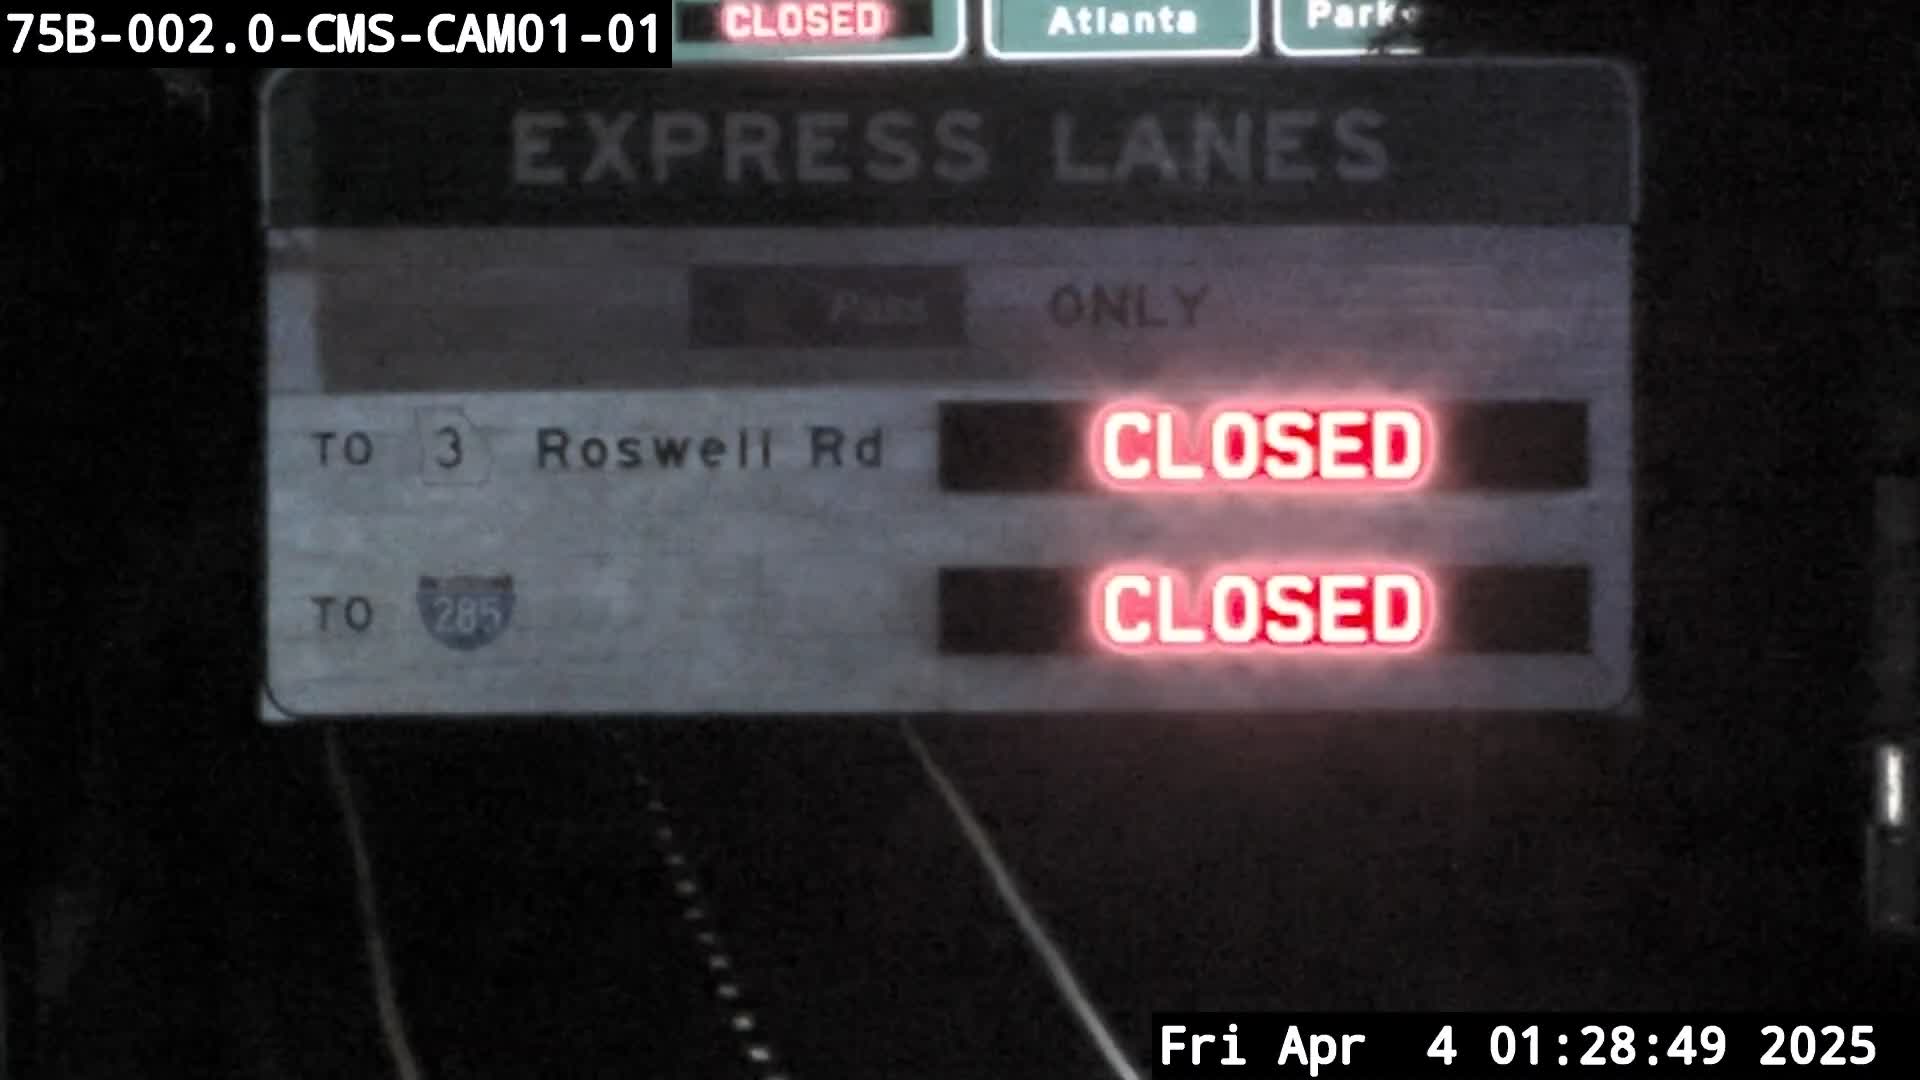 75B-002.0-CMS-CAM01-01
CLOSED
Atlanta
EXPRESS LANES
Pass ONLY
TO 3 Roswell Rd CLOSED
TO 285 CLOSED
Fri Apr 4 01:28:49 2025